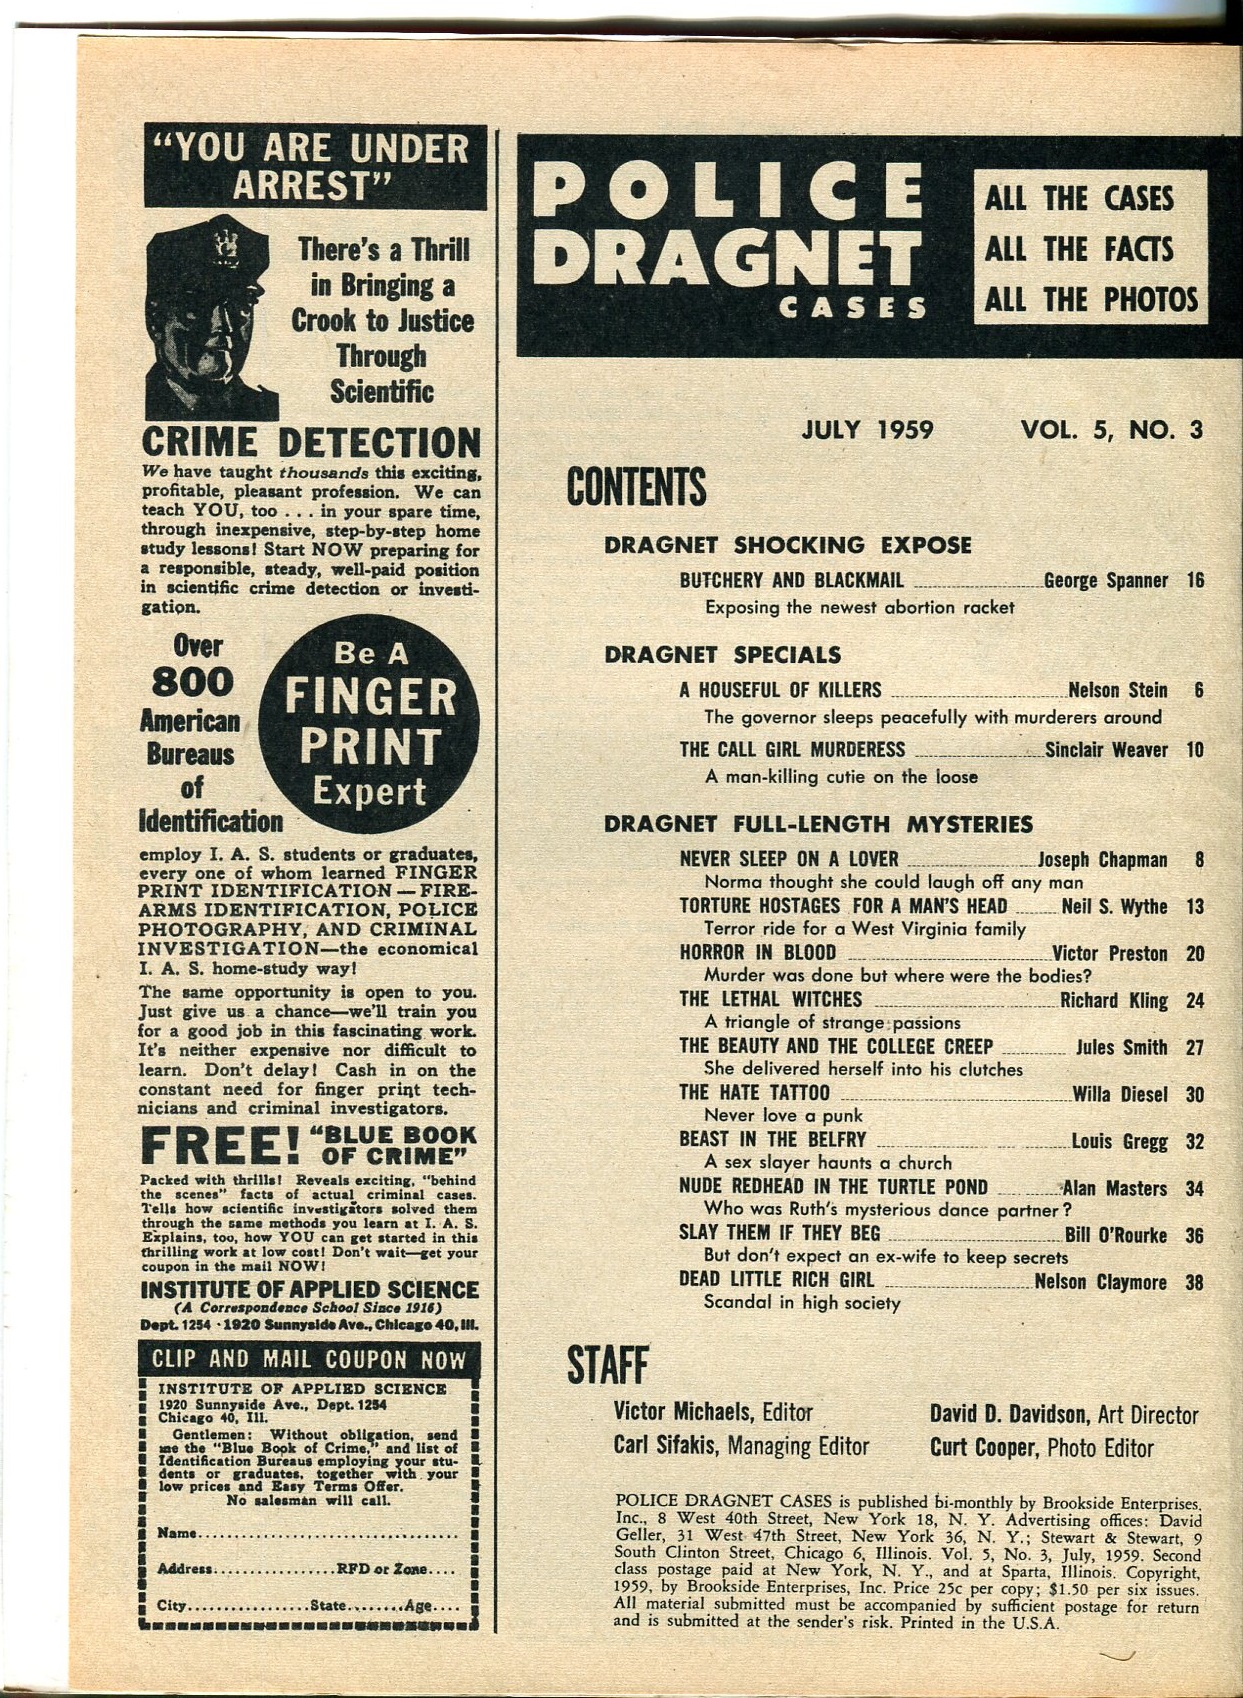 "YOU ARE UNDER
ARREST"
There's a Thrill
in Bringing a
Crook to Justice
Through
Scientific
CRIME DETECTION
We have taught thousands this exciting,
profitable, pleasant profession. We can
teach YOU, too . . . in your spare time,
through inexpensive, step-by-step home
study lessons! Start NOW preparing for
a responsible, steady, well-paid position
in scientific crime detection or investi-
gation.
Over
800
American
Bureaus
of
Identification
Be A
FINGER
PRINT
Expert
employ I. A. S. students or graduates,
every one of whom learned FINGER
PRINT IDENTIFICATION — FIRE-
ARMS IDENTIFICATION, POLICE
PHOTOGRAPHY, AND CRIMINAL
INVESTIGATION—the economical
I. A. S. home-study way!
The same opportunity is open to you.
Just give us a chance—we'll train you
for a good job in this fascinating work.
It's neither expensive nor difficult to
learn. Don't delay! Cash in on the
constant need for finger print tech-
nicians and criminal investigators.
FREE! "BLUE BOOK
OF CRIME"
Packed with thrills! Reveals exciting, "behind
the scenes" facts of actual criminal cases.
Tells how scientific investigators solved them
through the same methods you learn at I. A. S.
Explains, too, how YOU can get started in this
thrilling work at low cost! Don't wait—get your
coupon in the mail NOW!
INSTITUTE OF APPLIED SCIENCE
(A Correspondence School Since 1916)
Dept. 1254 · 1920 Sunnyside Ave., Chicago 40, Ill.
CLIP AND MAIL COUPON NOW
INSTITUTE OF APPLIED SCIENCE
1920 Sunnyside Ave., Dept. 1254
Chicago 40, Ill.
Gentlemen: Without obligation, send
me the "Blue Book of Crime," and list of
Identification Bureaus employing your stu-
dents or graduates, together with your
low prices and Easy Terms Offer.
No salesman will call.
Name....................................
Address.................RFD or Zone....
City.................State........Age....
POLICE
DRAGNET
CASES
ALL THE CASES
ALL THE FACTS
ALL THE PHOTOS
JULY 1959 VOL. 5, NO. 3
CONTENTS
DRAGNET SHOCKING EXPOSE
BUTCHERY AND BLACKMAIL ........ George Spanner 16
Exposing the newest abortion racket
DRAGNET SPECIALS
A HOUSEFUL OF KILLERS ........ Nelson Stein 6
The governor sleeps peacefully with murderers around
THE CALL GIRL MURDERESS ........ Sinclair Weaver 10
A man-killing cutie on the loose
DRAGNET FULL-LENGTH MYSTERIES
NEVER SLEEP ON A LOVER ........ Joseph Chapman 8
Norma thought she could laugh off any man
TORTURE HOSTAGES FOR A MAN'S HEAD ........ Neil S. Wythe 13
Terror ride for a West Virginia family
HORROR IN BLOOD ........ Victor Preston 20
Murder was done but where were the bodies?
THE LETHAL WITCHES ........ Richard Kling 24
A triangle of strange passions
THE BEAUTY AND THE COLLEGE CREEP ........ Jules Smith 27
She delivered herself into his clutches
THE HATE TATTOO ........ Willa Diesel 30
Never love a punk
BEAST IN THE BELFRY ........ Louis Gregg 32
A sex slayer haunts a church
NUDE REDHEAD IN THE TURTLE POND ........ Alan Masters 34
Who was Ruth's mysterious dance partner?
SLAY THEM IF THEY BEG ........ Bill O'Rourke 36
But don't expect an ex-wife to keep secrets
DEAD LITTLE RICH GIRL ........ Nelson Claymore 38
Scandal in high society
STAFF
Victor Michaels, Editor David D. Davidson, Art Director
Carl Sifakis, Managing Editor Curt Cooper, Photo Editor
POLICE DRAGNET CASES is published bi-monthly by Brookside Enterprises,
Inc., 8 West 40th Street, New York 18, N. Y. Advertising offices: David
Geller, 31 West 47th Street, New York 36, N. Y.; Stewart & Stewart, 9
South Clinton Street, Chicago 6, Illinois. Vol. 5, No. 3, July, 1959. Second
class postage paid at New York, N. Y., and at Sparta, Illinois. Copyright,
1959, by Brookside Enterprises, Inc. Price 25c per copy; $1.50 per six issues.
All material submitted must be accompanied by sufficient postage for return
and is submitted at the sender's risk. Printed in the U.S.A.